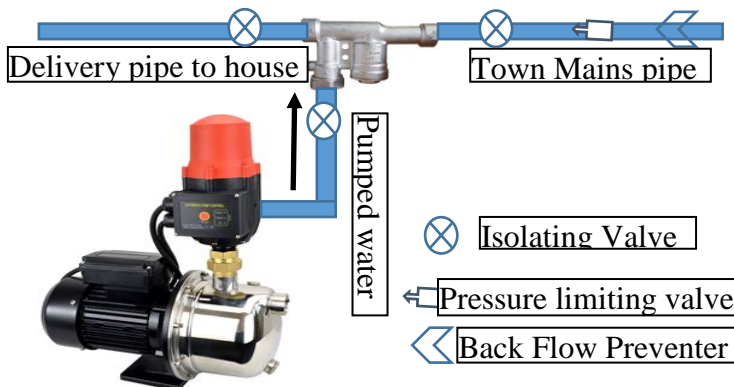 Delivery pipe to house
Town Mains pipe
Pumped water
Isolating Valve
Pressure limiting valve
Back Flow Preventer